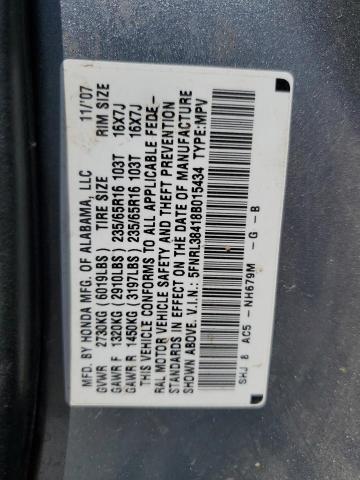 MFD. BY HONDA MFG. OF ALABAMA, LLC 11/'07
GVWR 2730KG (6019LBS) TIRE SIZE RIM SIZE
GAWR F 1320KG (2910LBS) 235/65R16 103T 16X7J
GAWR R 1450KG (3197LBS) 235/65R16 103T 16X7J
THIS VEHICLE CONFORMS TO ALL APPLICABLE FEDE-
RAL MOTOR VEHICLE SAFETY AND THEFT PREVENTION
STANDARDS IN EFFECT ON THE DATE OF MANUFACTURE
SHOWN ABOVE. V.I.N.: 5FNRL38418B015434 TYPE:MPV
SHJ 8 AC5- NH679M - G - B